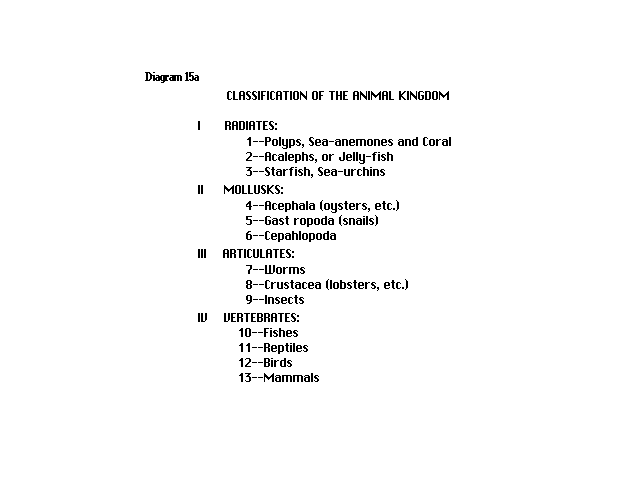 Diagram 15a
CLASSIFICATION OF THE ANIMAL KINGDOM
I RADIATES:
1--Polyps, Sea-anemones and Coral
2--Acalephs, or Jelly-fish
3--Starfish, Sea-urchins
II MOLLUSKS:
4--Acephala (oysters, etc.)
5--Gast ropoda (snails)
6--Cepahlopoda
III ARTICULATES:
7--Worms
8--Crustacea (lobsters, etc.)
9--Insects
IV VERTEBRATES:
10--Fishes
11--Reptiles
12--Birds
13--Mammals